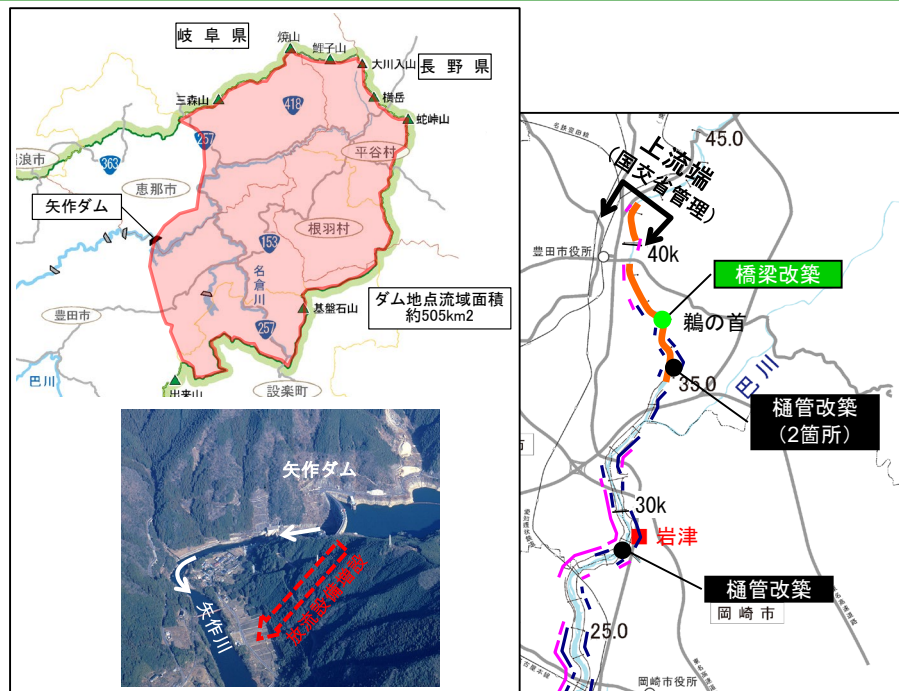 岐阜県
焼山
鯉子山
大川入山
長野県
横岳
三森山
蛇峠山
418
257
平谷村
浪市
363
恵那市
矢作ダム
根羽村
153
名倉川
ダム地点流域面積
約505km2
碁盤石山
豊田市
257
巴川
設楽町
出来山
矢作ダム
放流設備増設
矢作川
45.0
上流端
(国交省管理)
豊田市役所
40k
橋梁改築
鵜の首
35.0
巴川
樋管改築
(2箇所)
30k
岩津
樋管改築
岡崎市
25.0
岡崎市役所